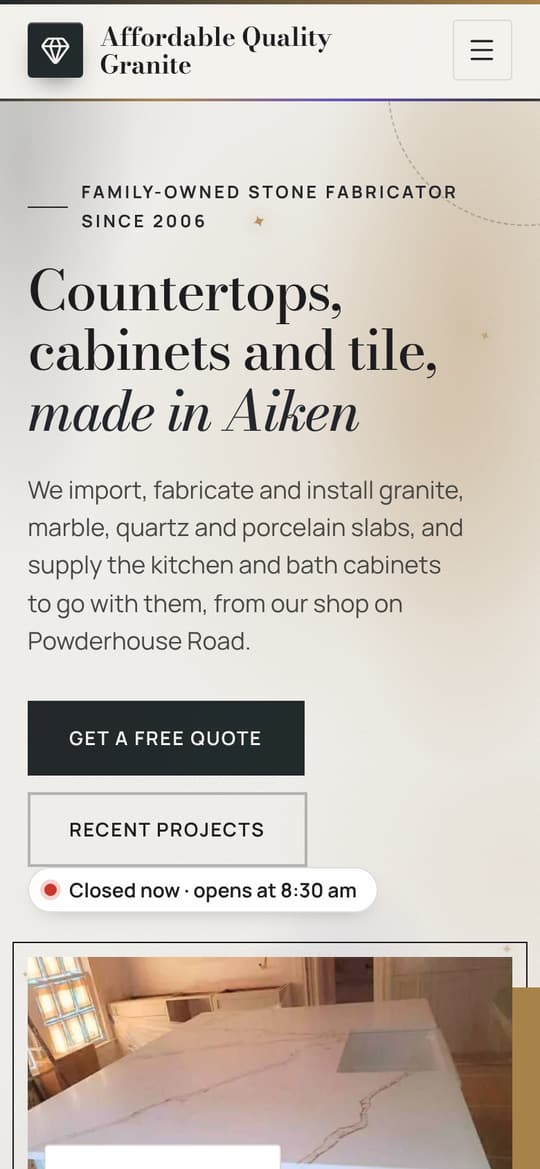 Affordable Quality
Granite
FAMILY-OWNED STONE FABRICATOR
SINCE 2006
Countertops,
cabinets and tile,
made in Aiken
We import, fabricate and install granite,
marble, quartz and porcelain slabs, and
supply the kitchen and bath cabinets
to go with them, from our shop on
Powderhouse Road.
GET A FREE QUOTE
RECENT PROJECTS
Closed now · opens at 8:30 am